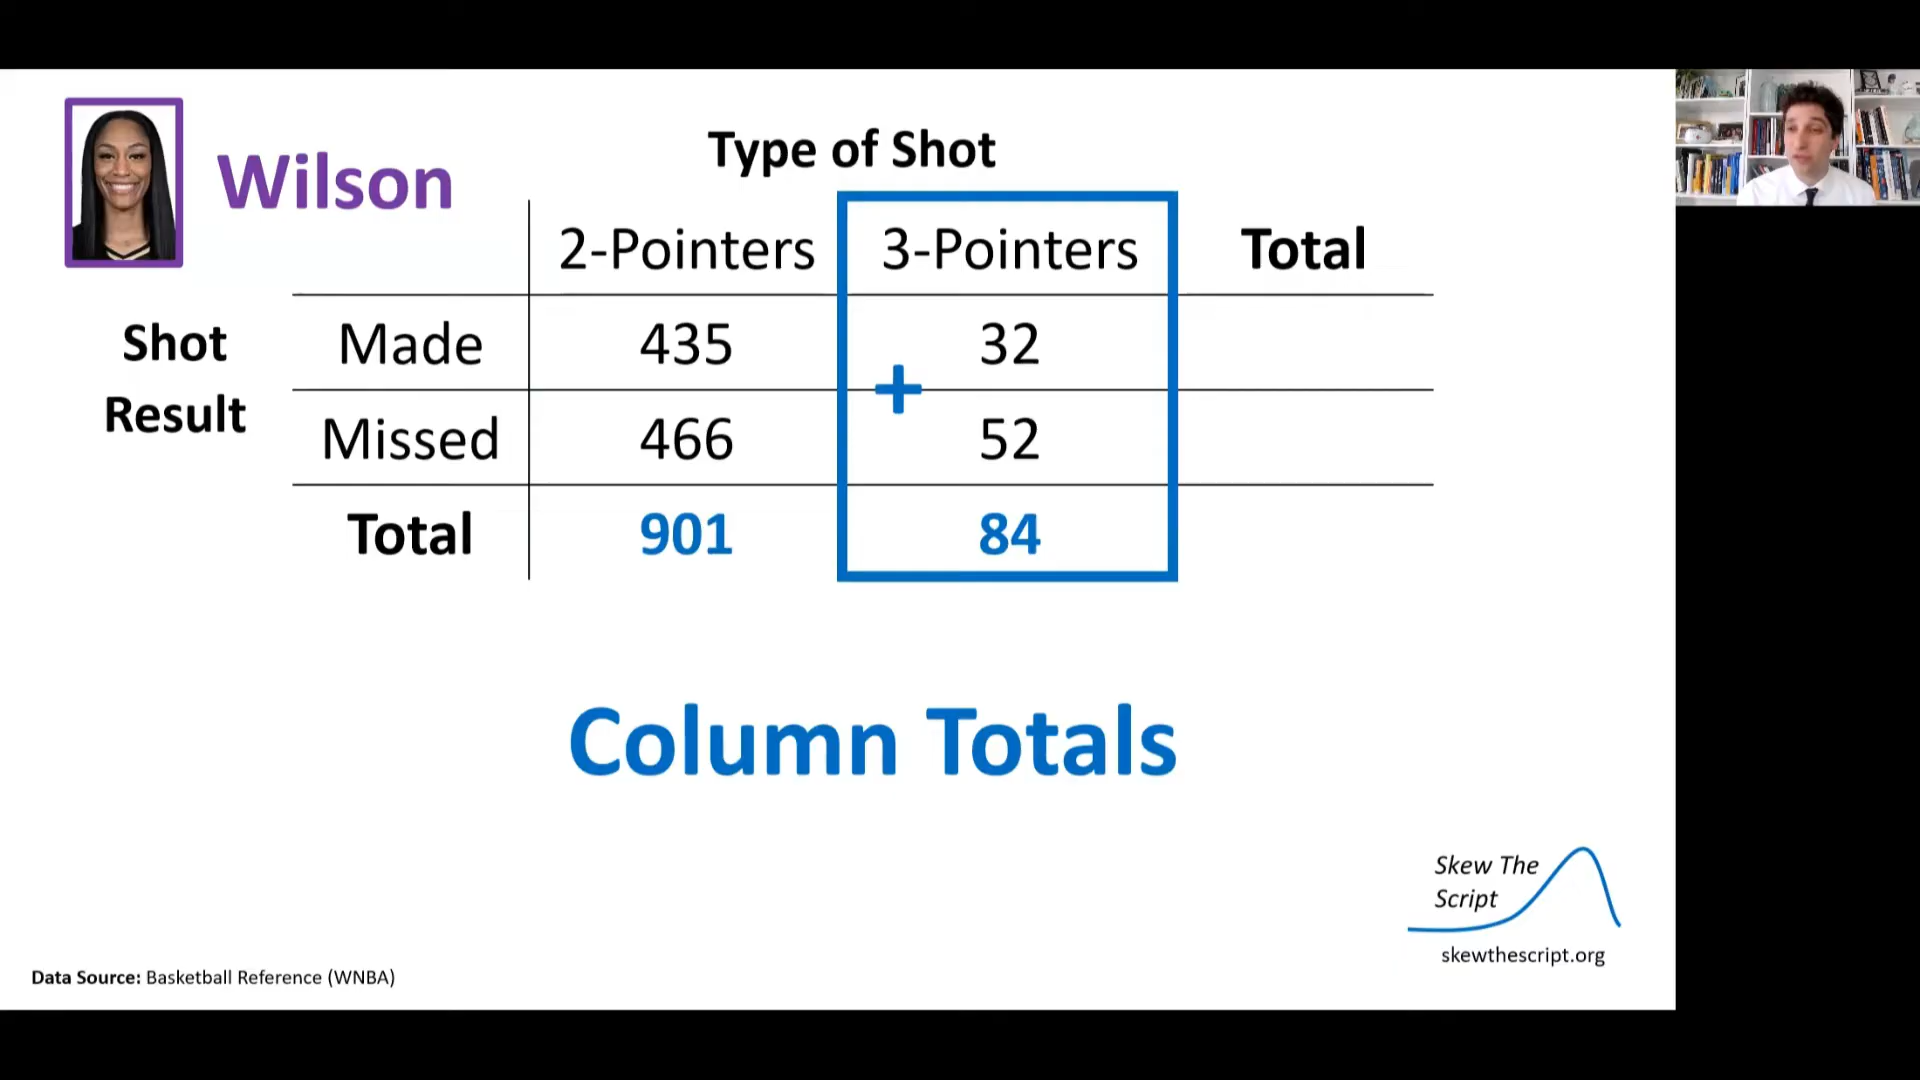 Wilson
Type of Shot
2-Pointers 3-Pointers Total
Shot
Result
Made 435 32
+
Missed 466 52
Total 901 84
Column Totals
Skew The
Script
skewthescript.org
Data Source: Basketball Reference (WNBA)